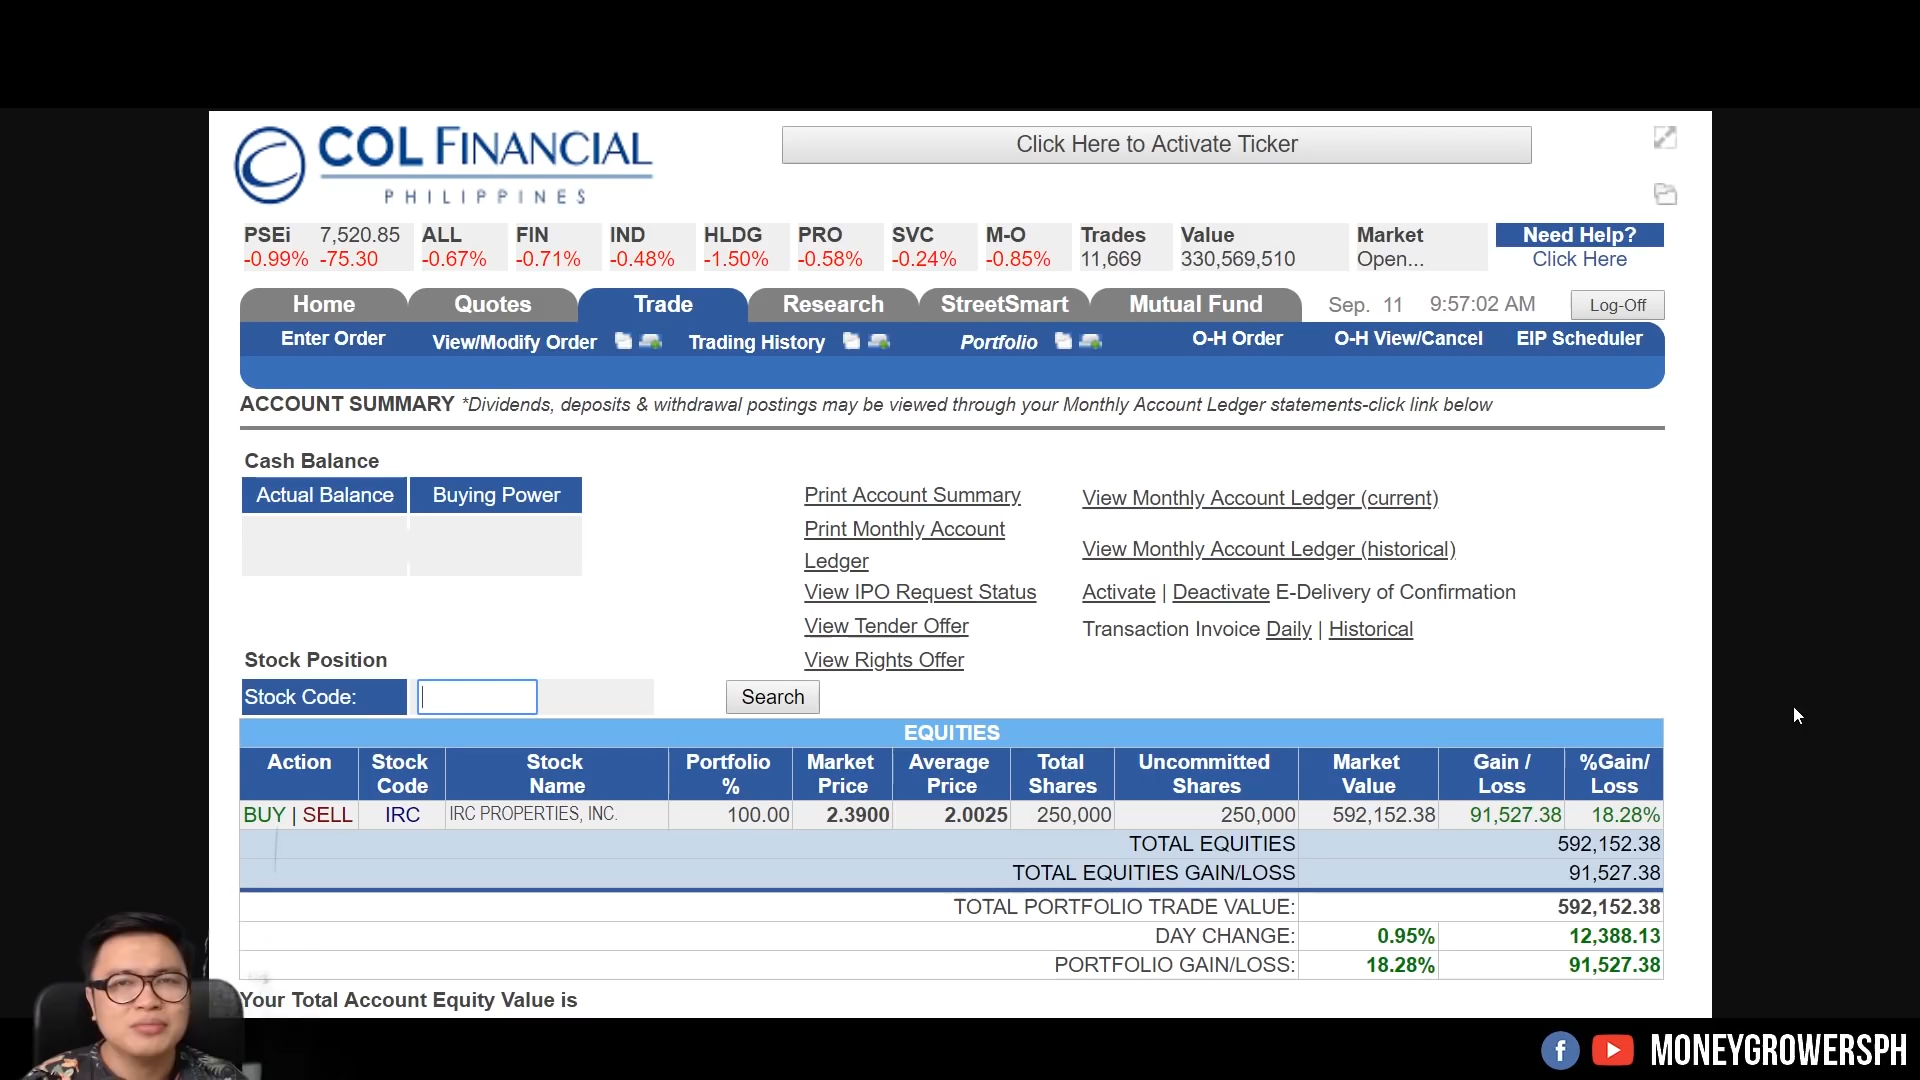 COL FINANCIAL
PHILIPPINES
Click Here to Activate Ticker
PSEi 7,520.85 ALL FIN IND HLDG PRO SVC M-O Trades Value Market Need Help?
-0.99% -75.30 -0.67% -0.71% -0.48% -1.50% -0.58% -0.24% -0.85% 11,669 330,569,510 Open... Click Here
Home Quotes Trade Research StreetSmart Mutual Fund Sep. 11 9:57:02 AM Log-Off
Enter Order View/Modify Order Trading History Portfolio O-H Order O-H View/Cancel EIP Scheduler
ACCOUNT SUMMARY *Dividends, deposits & withdrawal postings may be viewed through your Monthly Account Ledger statements-click link below
Cash Balance
Actual Balance Buying Power
Print Account Summary
Print Monthly Account
Ledger
View IPO Request Status
View Tender Offer
View Rights Offer
View Monthly Account Ledger (current)
View Monthly Account Ledger (historical)
Activate | Deactivate E-Delivery of Confirmation
Transaction Invoice Daily | Historical
Stock Position
Stock Code: Search
EQUITIES
Action Stock Stock Portfolio Market Average Total Uncommitted Market Gain / %Gain/
Code Name % Price Price Shares Shares Value Loss Loss
BUY | SELL IRC IRC PROPERTIES, INC. 100.00 2.3900 2.0025 250,000 250,000 592,152.38 91,527.38 18.28%
TOTAL EQUITIES 592,152.38
TOTAL EQUITIES GAIN/LOSS 91,527.38
TOTAL PORTFOLIO TRADE VALUE: 592,152.38
DAY CHANGE: 0.95% 12,388.13
PORTFOLIO GAIN/LOSS: 18.28% 91,527.38
Your Total Account Equity Value is
f MONEYGROWERSPH